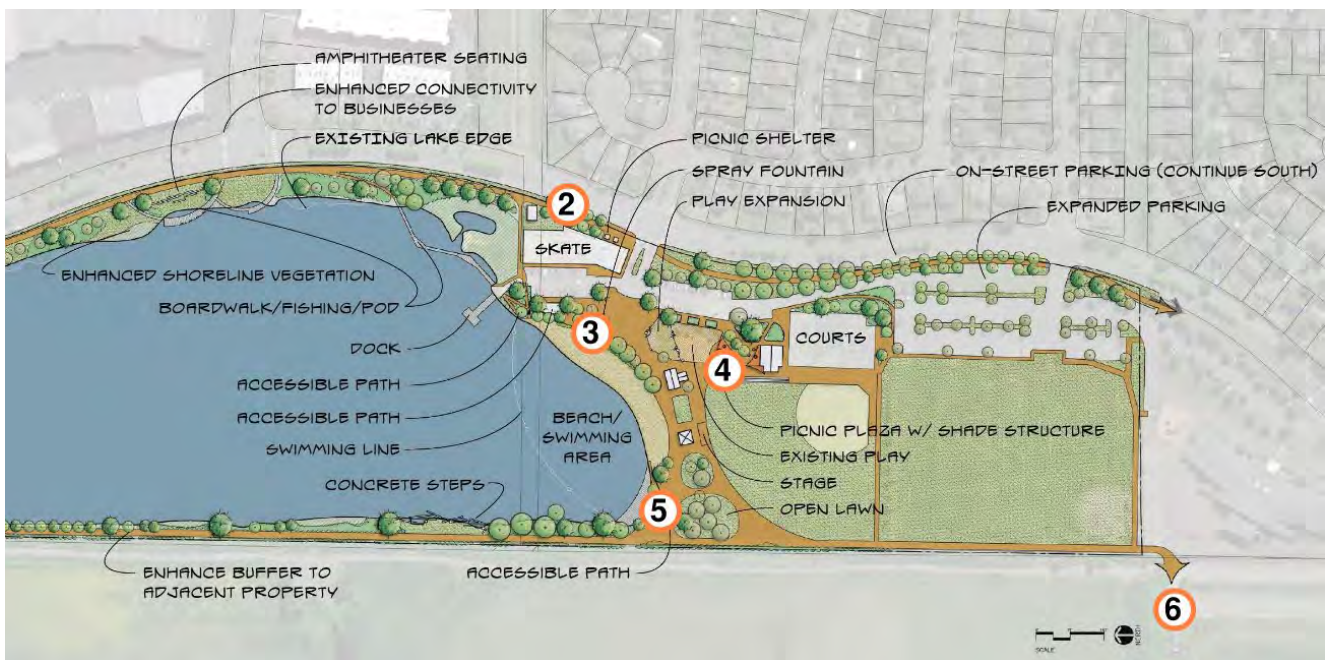 AMPHITHEATER SEATING
ENHANCED CONNECTIVITY
TO BUSINESSES
EXISTING LAKE EDGE
PICNIC SHELTER
SPRAY FOUNTAIN
PLAY EXPANSION
ON-STREET PARKING (CONTINUE SOUTH)
EXPANDED PARKING
2
SKATE
ENHANCED SHORELINE VEGETATION
BOARDWALK/FISHING/POD
DOCK
3
COURTS
4
ACCESSIBLE PATH
ACCESSIBLE PATH
SWIMMING LINE
BEACH/
SWIMMING
AREA
PICNIC PLAZA W/ SHADE STRUCTURE
EXISTING PLAY
STAGE
OPEN LAWN
CONCRETE STEPS
5
ENHANCE BUFFER TO
ADJACENT PROPERTY
ACCESSIBLE PATH
6
SCALE
NORTH